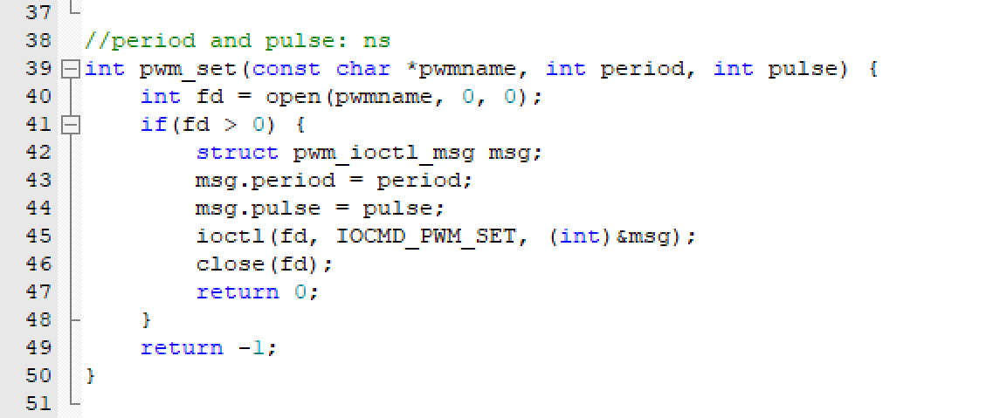 37
38 //period and pulse: ns
39 int pwm_set(const char *pwmname, int period, int pulse) {
40     int fd = open(pwmname, 0, 0);
41     if(fd > 0) {
42         struct pwm_ioctl_msg msg;
43         msg.period = period;
44         msg.pulse = pulse;
45         ioctl(fd, IOCMD_PWM_SET, (int)&msg);
46         close(fd);
47         return 0;
48     }
49     return -1;
50 }
51